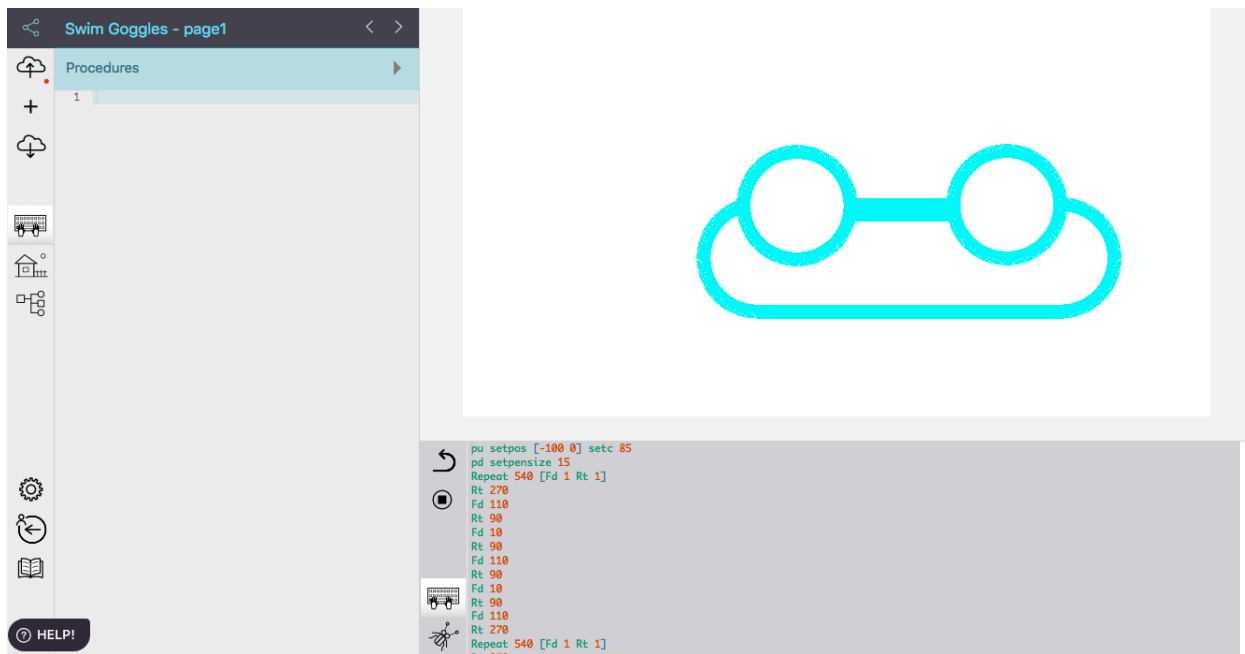 Swim Goggles - page1
Procedures
1
HELP!
pu setpos [-100 0] setc 85
pd setpensize 15
Repeat 540 [Fd 1 Rt 1]
Rt 270
Fd 110
Rt 90
Fd 10
Rt 90
Fd 110
Rt 90
Fd 10
Rt 90
Fd 110
Rt 270
Repeat 540 [Fd 1 Rt 1]